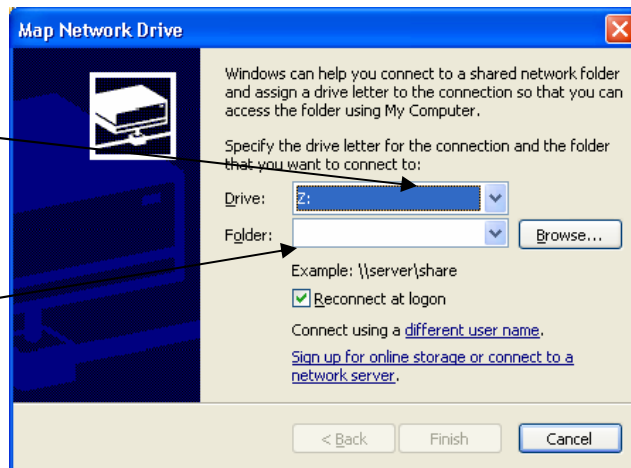 Map Network Drive
Windows can help you connect to a shared network folder
and assign a drive letter to the connection so that you can
access the folder using My Computer.
Specify the drive letter for the connection and the folder
that you want to connect to:
Drive: Z:
Folder: Browse...
Example: \\server\share
Reconnect at logon
Connect using a different user name.
Sign up for online storage or connect to a
network server.
< Back Finish Cancel